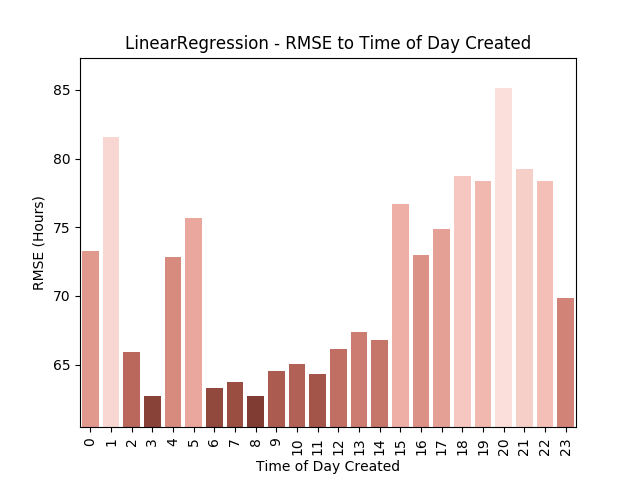 LinearRegression - RMSE to Time of Day Created
85
80
75
70
65
RMSE (Hours)
0 1 2 3 4 5 6 7 8 9 10 11 12 13 14 15 16 17 18 19 20 21 22 23
Time of Day Created